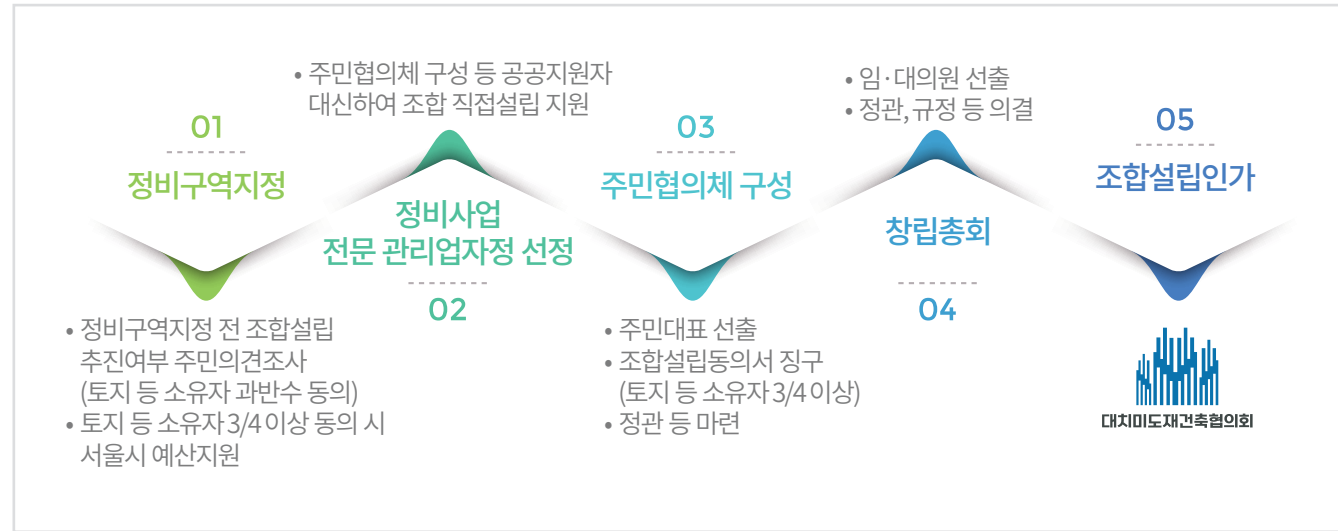 01
정비구역지정
• 정비구역지정 전 조합설립
추진여부 주민의견조사
(토지 등 소유자 과반수 동의)
• 토지 등 소유자 3/4 이상 동의 시
서울시 예산지원
• 주민협의체 구성 등 공공지원자
대신하여 조합 직접설립 지원
정비사업
전문 관리업자정 선정
02
03
주민협의체 구성
• 주민대표 선출
• 조합설립동의서 징구
(토지 등 소유자 3/4 이상)
• 정관 등 마련
• 임·대의원 선출
• 정관, 규정 등 의결
창립총회
04
05
조합설립인가
대치미도재건축협의회